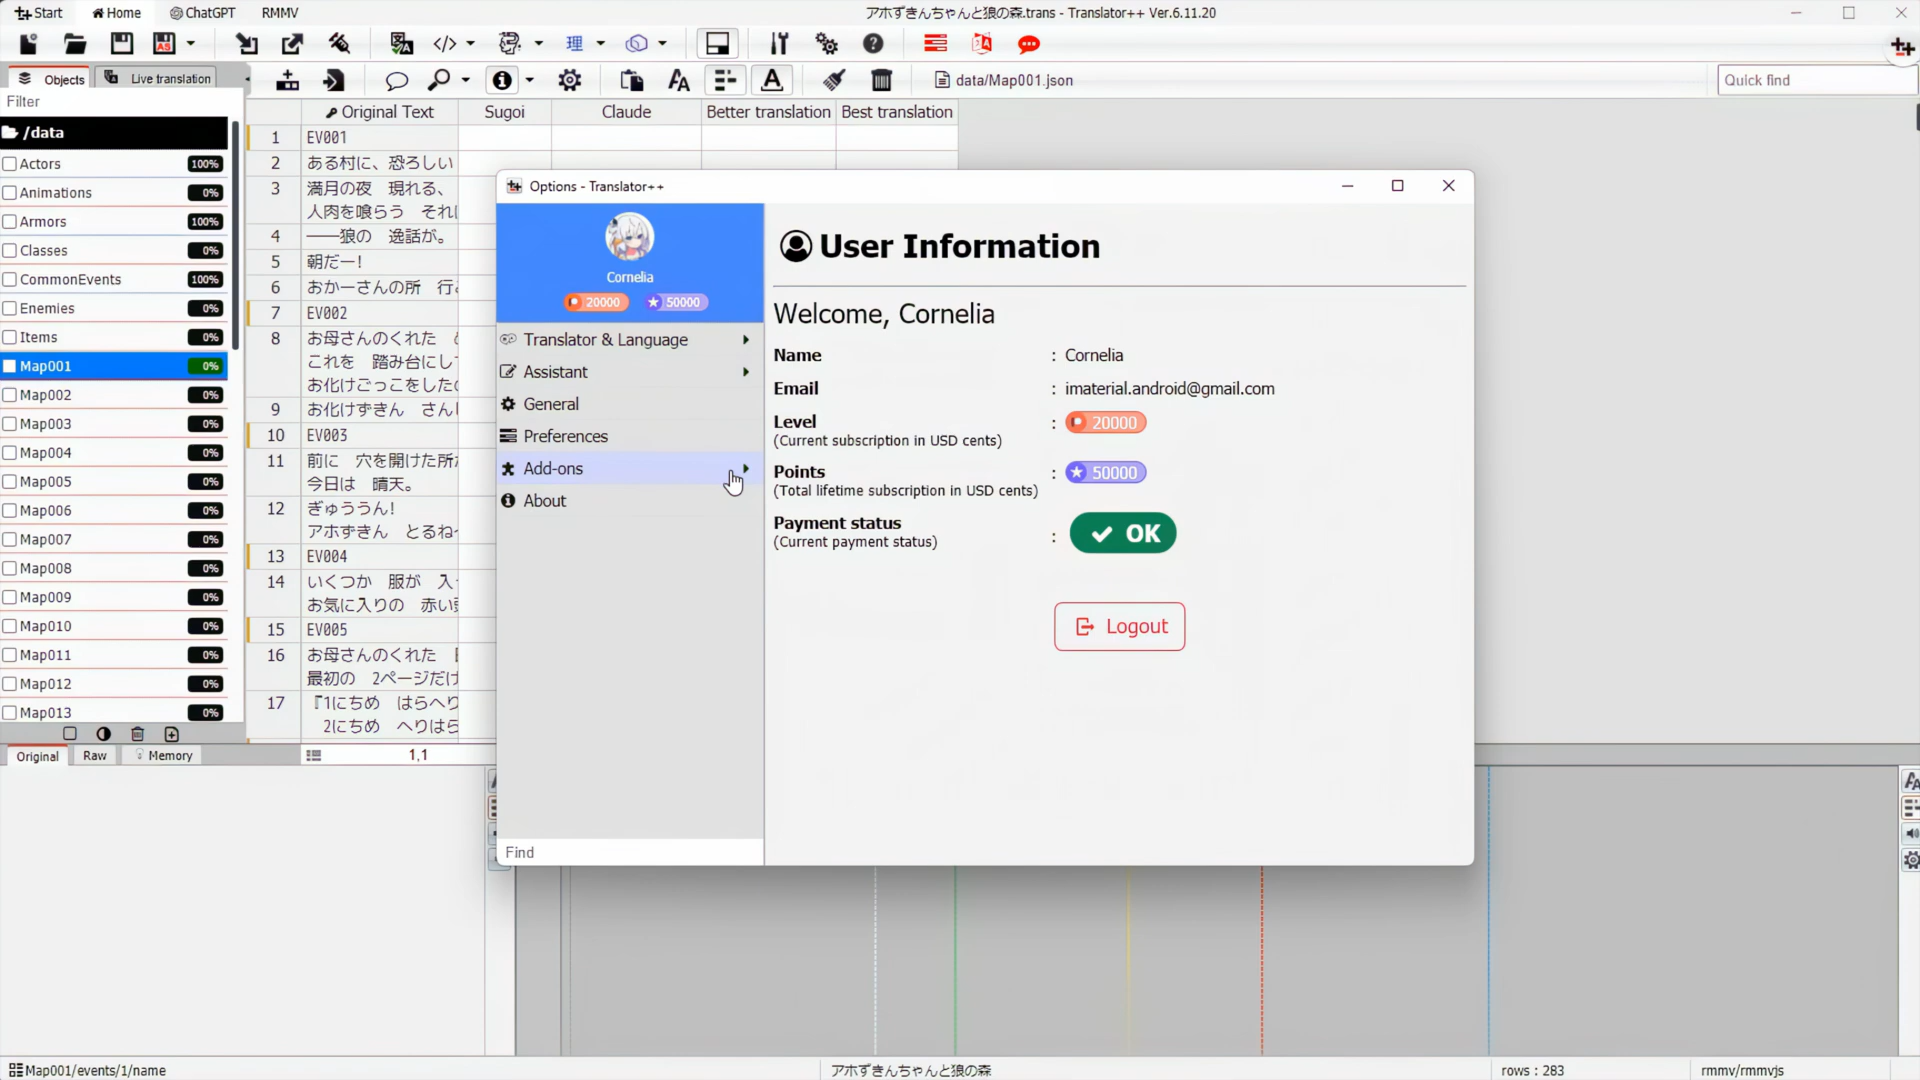 Start
Home
ChatGPT
RMMV
アホずきんちゃんと狼の森.trans - Translator++ Ver.6.11.20
Objects
Live translation
data/Map001.json
Quick find
Filter
/data
Actors 100%
Animations 0%
Armors 100%
Classes 0%
CommonEvents 100%
Enemies 0%
Items 0%
Map001 0%
Map002 0%
Map003 0%
Map004 0%
Map005 0%
Map006 0%
Map007 0%
Map008 0%
Map009 0%
Map010 0%
Map011 0%
Map012 0%
Map013 0%
Original Text
Sugoi
Claude
Better translation
Best translation
1 EV001
2 ある村に、恐ろしい
3 満月の夜　現れる、
人肉を喰らう　それ
4 ――狼の　逸話が。
5 朝だー!
6 おかーさんの所　行
7 EV002
8 お母さんのくれた
これを　踏み台にし
お化けごっこをした
9 お化けずきん　さん
10 EV003
11 前に　穴を開けた所
今日は　晴天。
12 ぎゅううん!
アホずきん　とるね
13 EV004
14 いくつか　服が　入
お気に入りの　赤い
15 EV005
16 お母さんのくれた
最初の　2ページだけ
17 『1にちめ　はらへり
2にちめ　へりはら
Original
Raw
Memory
1,1
Options - Translator++
Cornelia
20000
50000
Translator & Language
Assistant
General
Preferences
Add-ons
About
Find
User Information
Welcome, Cornelia
Name : Cornelia
Email : imaterial.android@gmail.com
Level : 20000
(Current subscription in USD cents)
Points : 50000
(Total lifetime subscription in USD cents)
Payment status : OK
(Current payment status)
Logout
Map001/events/1/name
アホずきんちゃんと狼の森
rows : 283
rmmv/rmmvjs